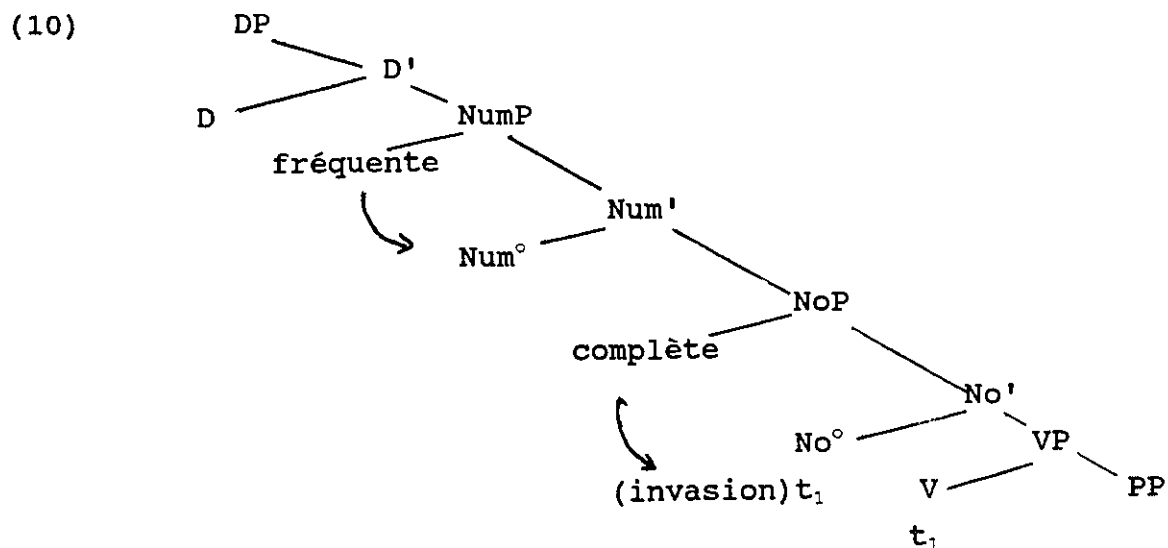 (10) DP
D'
D NumP
fréquente
Num'
Num°
NoP
complète
No'
No° VP
(invasion)t₁ V PP
t₁